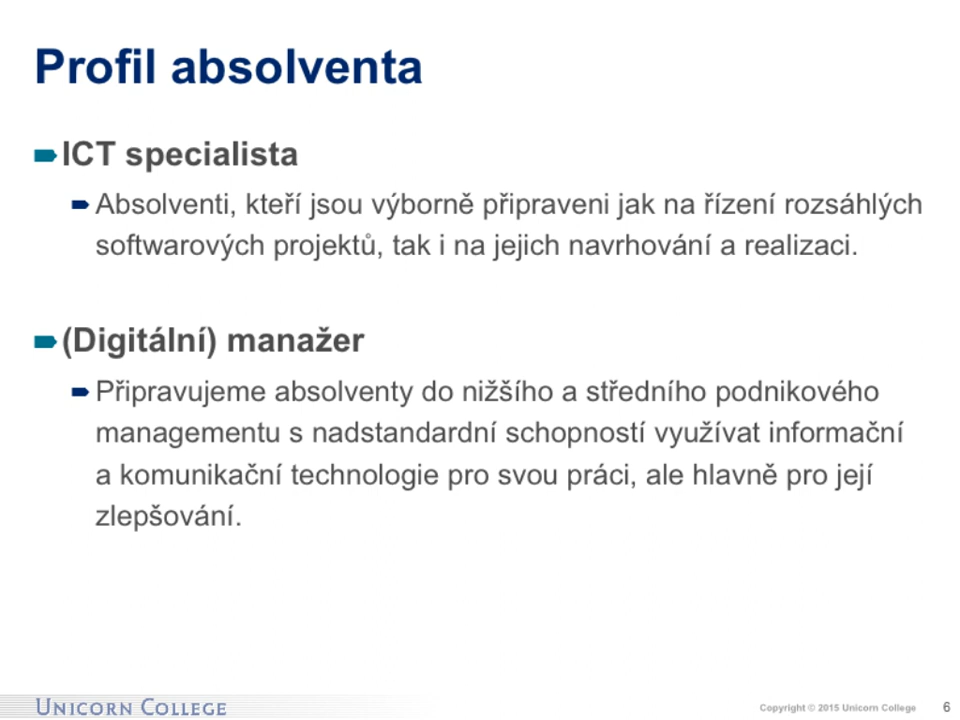 Profil absolventa
ICT specialista
Absolventi, kteří jsou výborně připraveni jak na řízení rozsáhlých
softwarových projektů, tak i na jejich navrhování a realizaci.
(Digitální) manažer
Připravujeme absolventy do nižšího a středního podnikového
managementu s nadstandardní schopností využívat informační
a komunikační technologie pro svou práci, ale hlavně pro její
zlepšování.
UNICORN COLLEGE
Copyright © 2015 Unicorn College 6